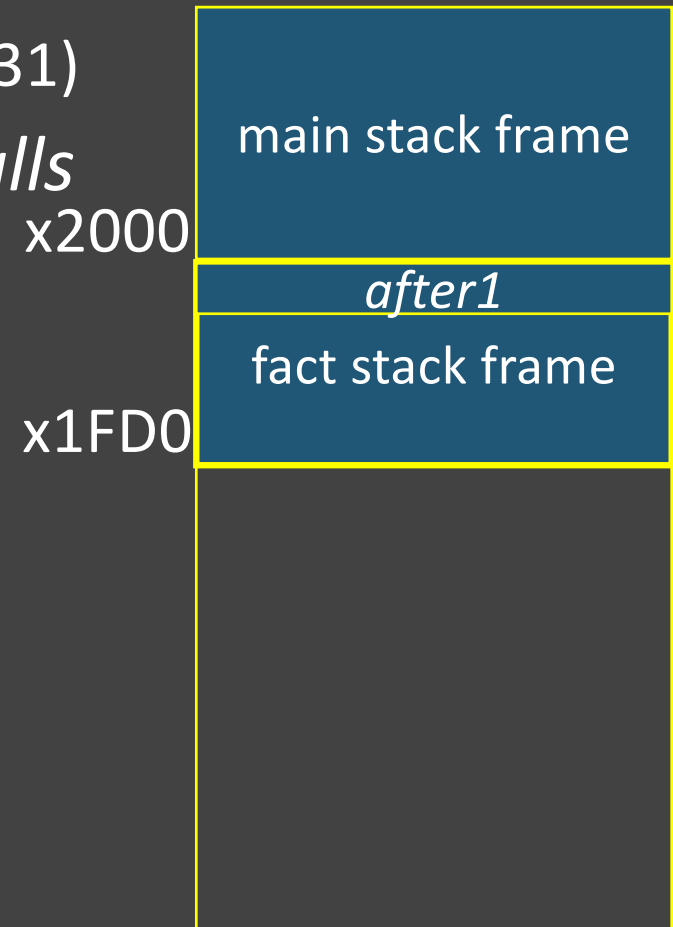 31)
main stack frame
alls
x2000
after1
fact stack frame
x1FD0